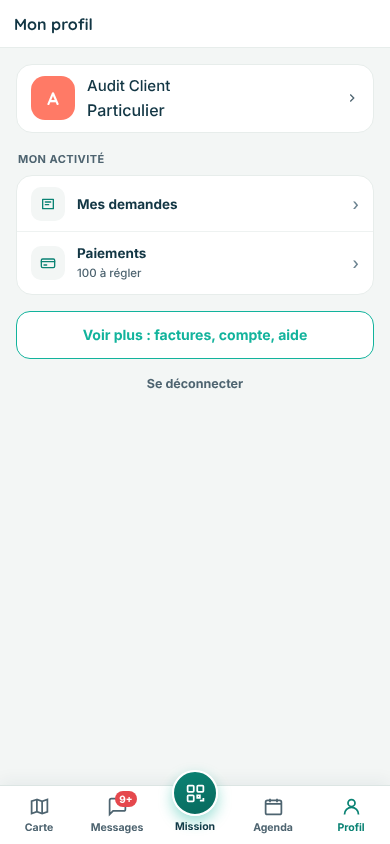 Mon profil
A
Audit Client
Particulier
MON ACTIVITÉ
Mes demandes
Paiements
100 à régler
Voir plus : factures, compte, aide
Se déconnecter
9+
Carte
Messages
Mission
Agenda
Profil